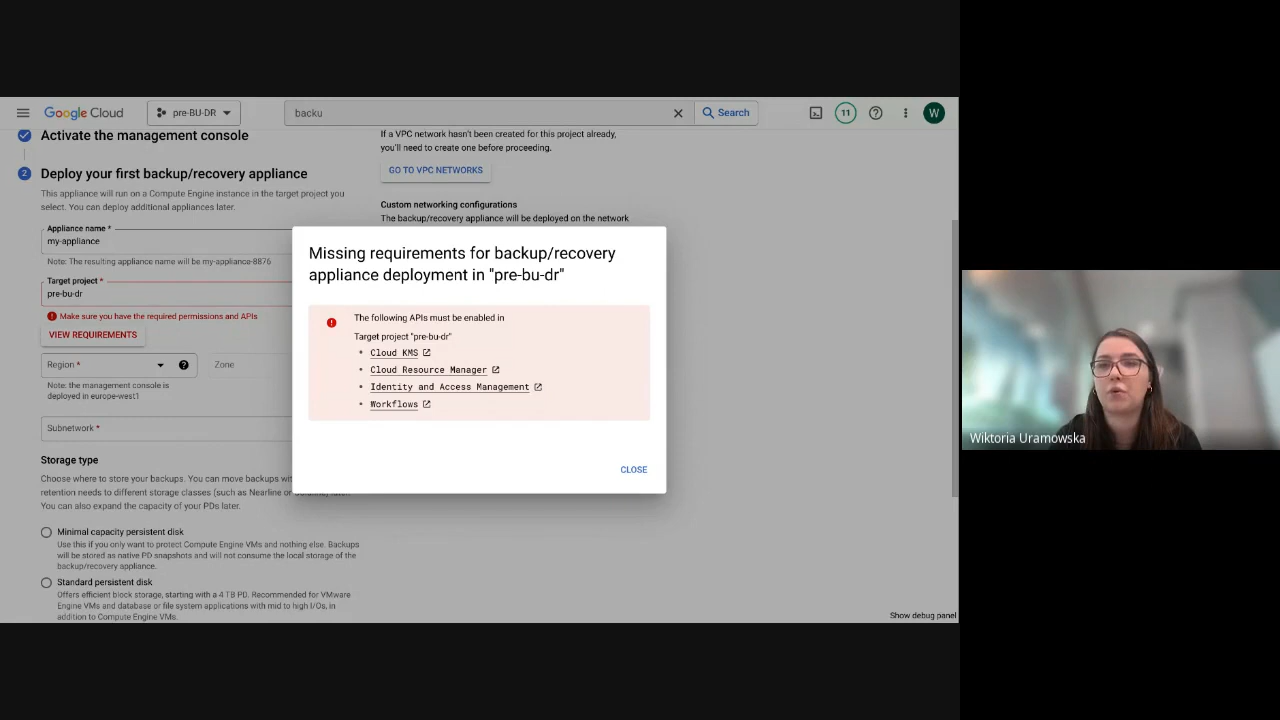 Google Cloud
pre-BU-DR
backu
Search
11
W
Activate the management console
2
Deploy your first backup/recovery appliance
This appliance will run on a Compute Engine instance in the target project you
select. You can deploy additional appliances later.
Appliance name *
my-appliance
Note: The resulting appliance name will be my-appliance-8876
Target project *
pre-bu-dr
Make sure you have the required permissions and APIs
VIEW REQUIREMENTS
Region *
Zone
Note: the management console is
deployed in europe-west1
Subnetwork *
Storage type
Choose where to store your backups. You can move backups
retention needs to different storage classes (such as Nearline or
You can also expand the capacity of your PDs later.
Minimal capacity persistent disk
Use this if you only want to protect Compute Engine VMs and nothing else. Backups
will be stored as native PD snapshots and will not consume the local storage of the
backup/recovery appliance.
Standard persistent disk
Offers efficient block storage, starting with a 4 TB PD. Recommended for VMware
Engine VMs and database or file system applications with mid to high I/Os, in
addition to Compute Engine VMs.
If a VPC network hasn't been created for this project already,
you'll need to create one before proceeding.
GO TO VPC NETWORKS
Custom networking configurations
The backup/recovery appliance will be deployed on the network
Missing requirements for backup/recovery
appliance deployment in "pre-bu-dr"
The following APIs must be enabled in
Target project "pre-bu-dr"
• Cloud KMS
• Cloud Resource Manager
• Identity and Access Management
• Workflows
CLOSE
Show debug panel
Wiktoria Uramowska